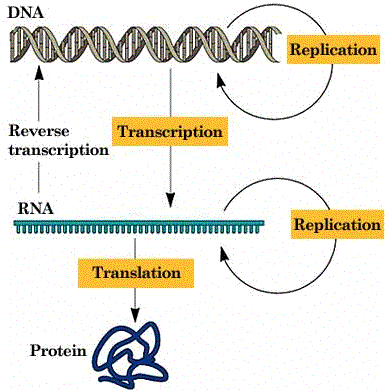 DNA
Replication
Reverse
transcription
Transcription
RNA
Replication
Translation
Protein